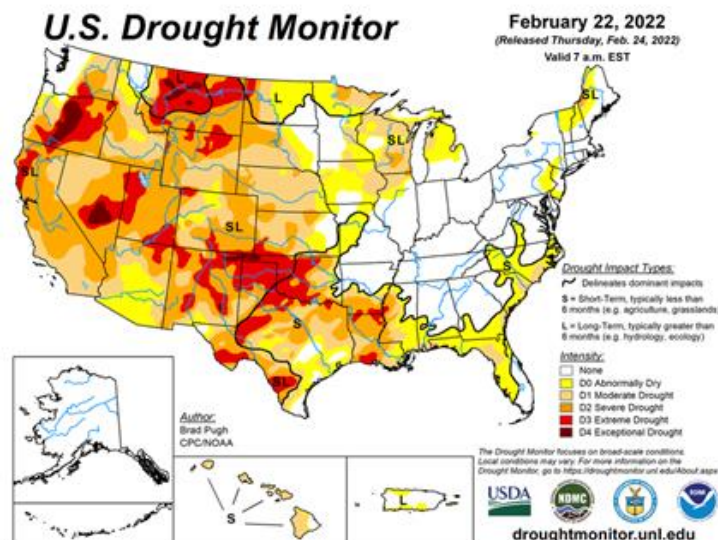 U.S. Drought Monitor
February 22, 2022
(Released Thursday, Feb. 24, 2022)
Valid 7 a.m. EST
L
L
SL
SL
SL
SL
S
S
SL
Drought Impact Types:
Delineates dominant impacts
S = Short-Term, typically less than
6 months (e.g. agriculture, grasslands)
L = Long-Term, typically greater than
6 months (e.g. hydrology, ecology)
Intensity:
None
D0 Abnormally Dry
D1 Moderate Drought
D2 Severe Drought
D3 Extreme Drought
D4 Exceptional Drought
Author:
Brad Pugh
CPC/NOAA
S
L
The Drought Monitor focuses on broad-scale conditions.
Local conditions may vary. For more information on the
Drought Monitor, go to https://droughtmonitor.unl.edu/About.aspx
USDA
NDMC
droughtmonitor.unl.edu